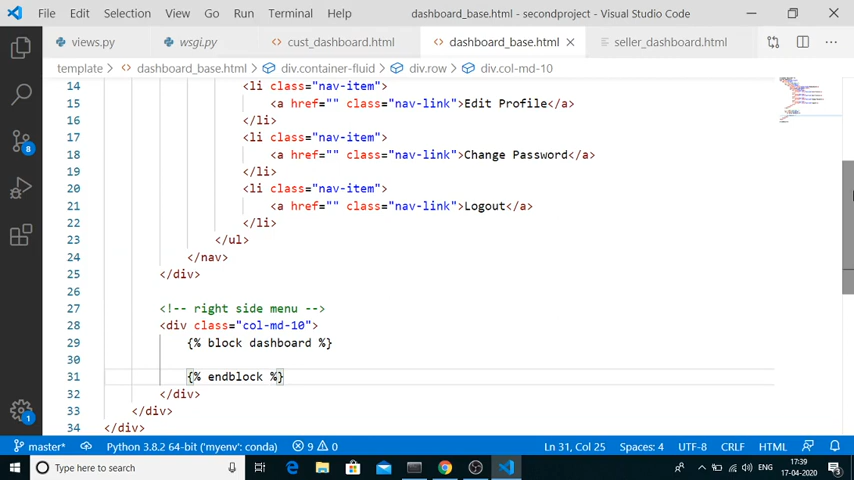 File Edit Selection View Go Run Terminal Help dashboard_base.html - secondproject - Visual Studio Code
views.py wsgi.py cust_dashboard.html dashboard_base.html seller_dashboard.html
template > dashboard_base.html > div.container-fluid > div.row > div.col-md-10
14 <li class="nav-item">
15 <a href="" class="nav-link">Edit Profile</a>
16 </li>
17 <li class="nav-item">
18 <a href="" class="nav-link">Change Password</a>
19 </li>
20 <li class="nav-item">
21 <a href="" class="nav-link">Logout</a>
22 </li>
23 </ul>
24 </nav>
25 </div>
26
27 <!-- right side menu -->
28 <div class="col-md-10">
29 {% block dashboard %}
30
31 {% endblock %}
32 </div>
33 </div>
34 </div>
8
1
master* Python 3.8.2 64-bit ('myenv': conda) 9 0 Ln 31, Col 25 Spaces: 4 UTF-8 CRLF HTML
Type here to search ENG 17:39
17-04-2020 3